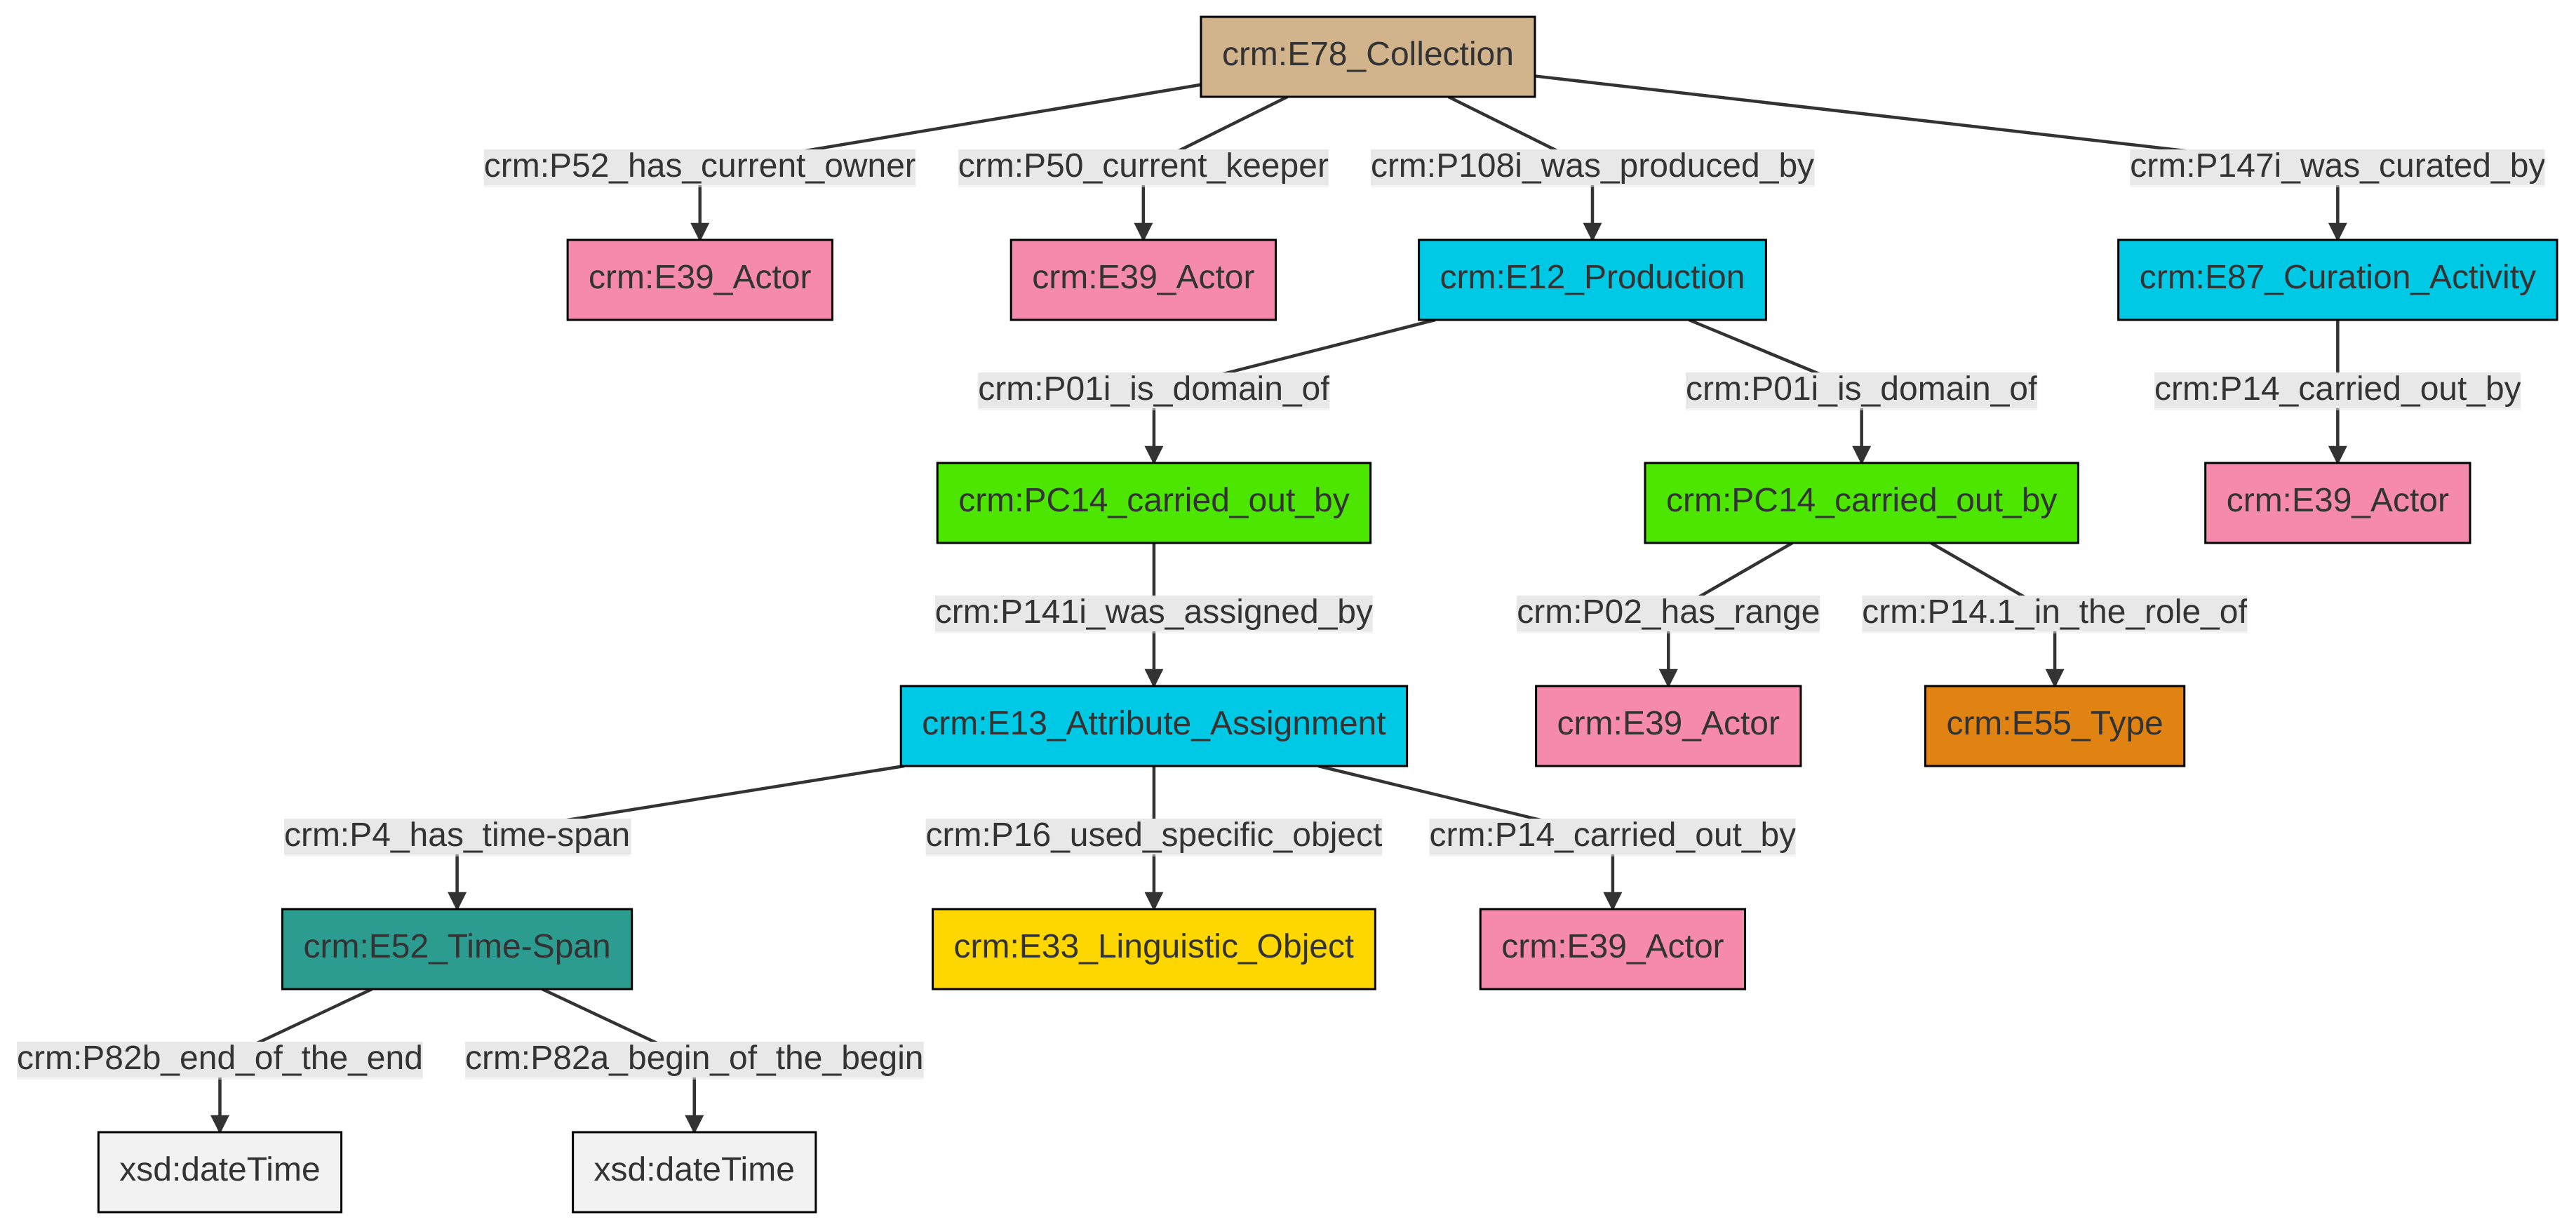 crm:E78_Collection
crm:P52_has_current_owner
crm:P50_current_keeper
crm:P108i_was_produced_by
crm:P147i_was_curated_by
crm:E39_Actor
crm:E39_Actor
crm:E12_Production
crm:E87_Curation_Activity
crm:P01i_is_domain_of
crm:P01i_is_domain_of
crm:P14_carried_out_by
crm:PC14_carried_out_by
crm:PC14_carried_out_by
crm:E39_Actor
crm:P141i_was_assigned_by
crm:P02_has_range
crm:P14.1_in_the_role_of
crm:E13_Attribute_Assignment
crm:E39_Actor
crm:E55_Type
crm:P4_has_time-span
crm:P16_used_specific_object
crm:P14_carried_out_by
crm:E52_Time-Span
crm:E33_Linguistic_Object
crm:E39_Actor
crm:P82b_end_of_the_end
crm:P82a_begin_of_the_begin
xsd:dateTime
xsd:dateTime